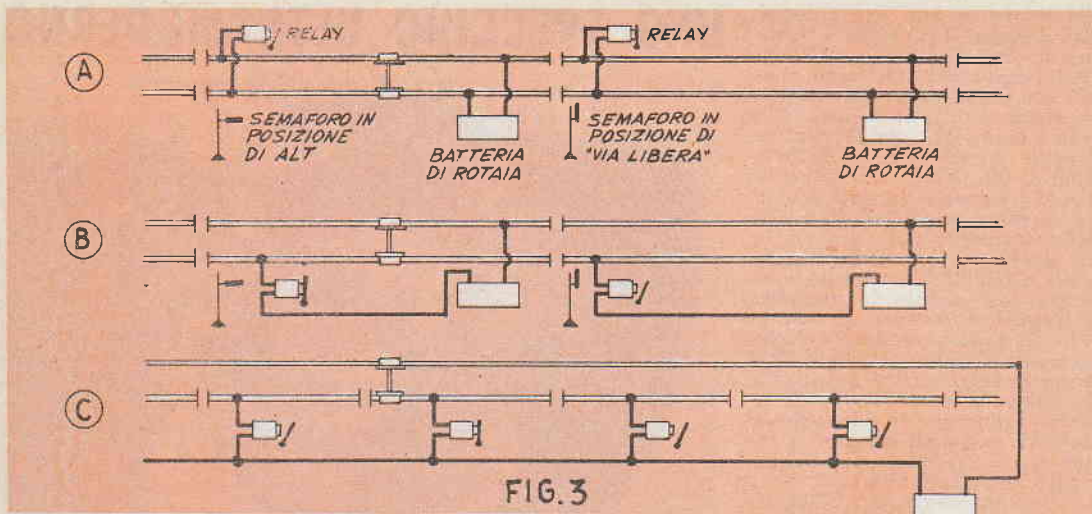 A
RELAY
RELAY
SEMAFORO IN
POSIZIONE
DI ALT
BATTERIA
DI ROTAIA
SEMAFORO IN
POSIZIONE DI
"VIA LIBERA"
BATTERIA
DI ROTAIA
B
C
FIG.3